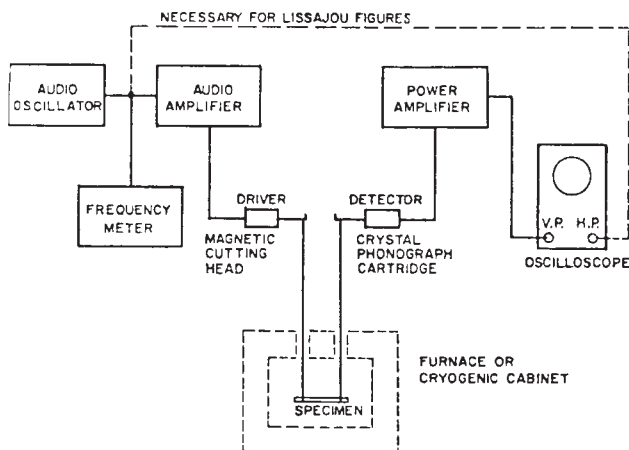 NECESSARY FOR LISSAJOU FIGURES
AUDIO
OSCILLATOR
AUDIO
AMPLIFIER
POWER
AMPLIFIER
FREQUENCY
METER
DRIVER
MAGNETIC
CUTTING
HEAD
DETECTOR
CRYSTAL
PHONOGRAPH
CARTRIDGE
V.P. H.P.
OSCILLOSCOPE
FURNACE OR
CRYOGENIC CABINET
SPECIMEN